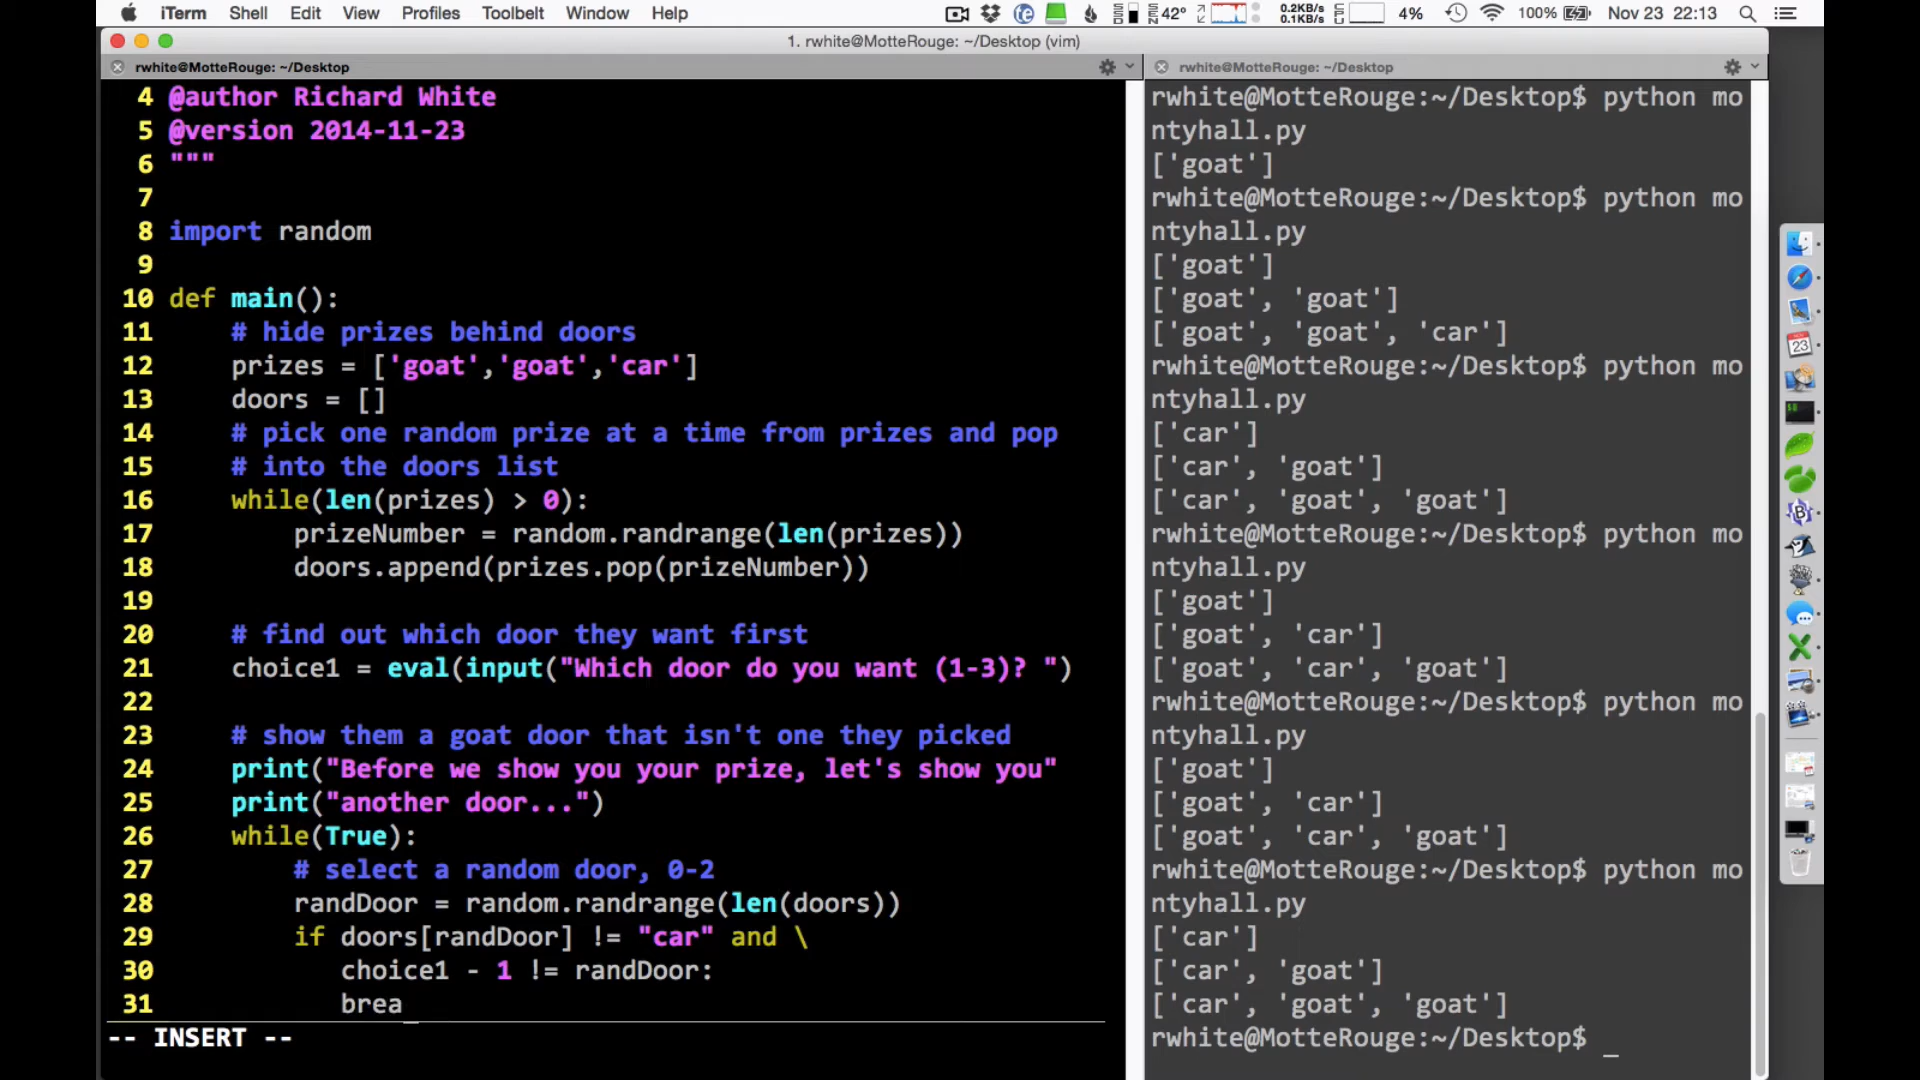 iTerm Shell Edit View Profiles Toolbelt Window Help 42° 0.2KB/s 0.1KB/s 4% 100% Nov 23 22:13
1. rwhite@MotteRouge: ~/Desktop (vim)
rwhite@MotteRouge: ~/Desktop
4 @author Richard White
5 @version 2014-11-23
6 """
7
8 import random
9
10 def main():
11 # hide prizes behind doors
12 prizes = ['goat','goat','car']
13 doors = []
14 # pick one random prize at a time from prizes and pop
15 # into the doors list
16 while(len(prizes) > 0):
17 prizeNumber = random.randrange(len(prizes))
18 doors.append(prizes.pop(prizeNumber))
19
20 # find out which door they want first
21 choice1 = eval(input("Which door do you want (1-3)? ")
22
23 # show them a goat door that isn't one they picked
24 print("Before we show you your prize, let's show you"
25 print("another door...")
26 while(True):
27 # select a random door, 0-2
28 randDoor = random.randrange(len(doors))
29 if doors[randDoor] != "car" and \
30 choice1 - 1 != randDoor:
31 brea
-- INSERT --
rwhite@MotteRouge: ~/Desktop
rwhite@MotteRouge:~/Desktop$ python mo
ntyhall.py
['goat']
rwhite@MotteRouge:~/Desktop$ python mo
ntyhall.py
['goat']
['goat', 'goat']
['goat', 'goat', 'car']
rwhite@MotteRouge:~/Desktop$ python mo
ntyhall.py
['car']
['car', 'goat']
['car', 'goat', 'goat']
rwhite@MotteRouge:~/Desktop$ python mo
ntyhall.py
['goat']
['goat', 'car']
['goat', 'car', 'goat']
rwhite@MotteRouge:~/Desktop$ python mo
ntyhall.py
['goat']
['goat', 'car']
['goat', 'car', 'goat']
rwhite@MotteRouge:~/Desktop$ python mo
ntyhall.py
['car']
['car', 'goat']
['car', 'goat', 'goat']
rwhite@MotteRouge:~/Desktop$ _
23